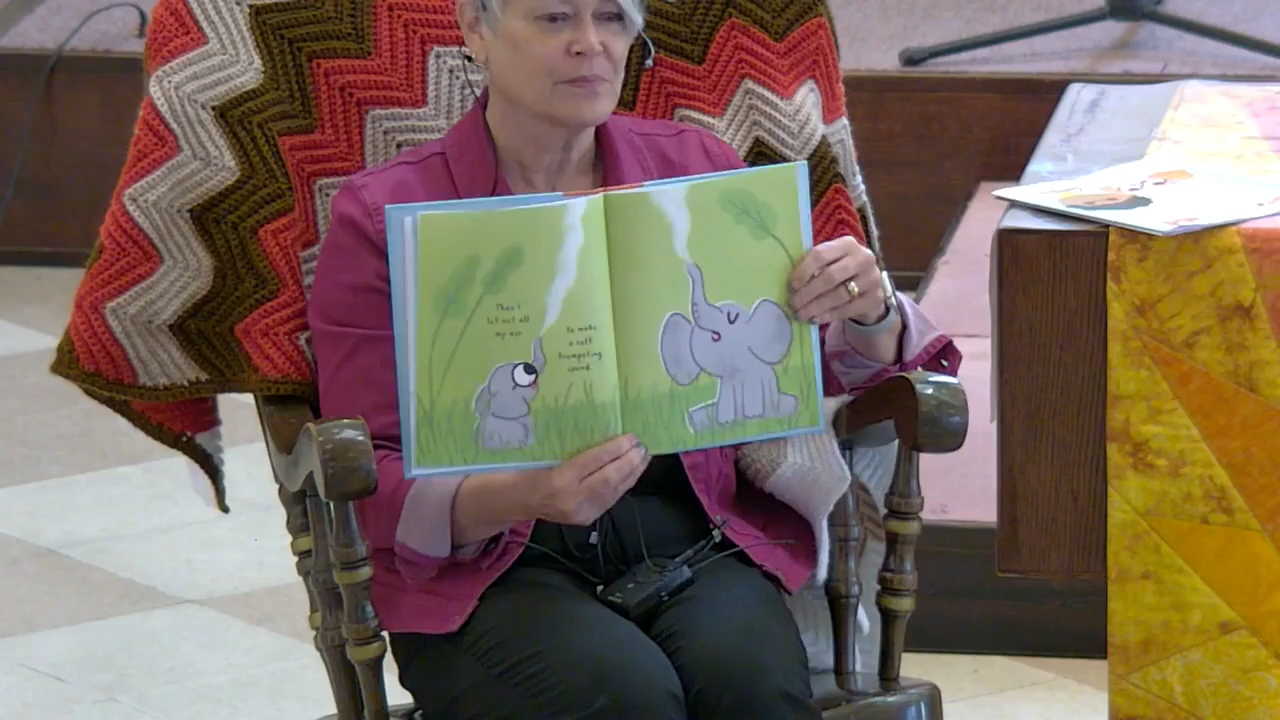 Then I
let out all
my air
to make
a soft
trumpeting
sound.